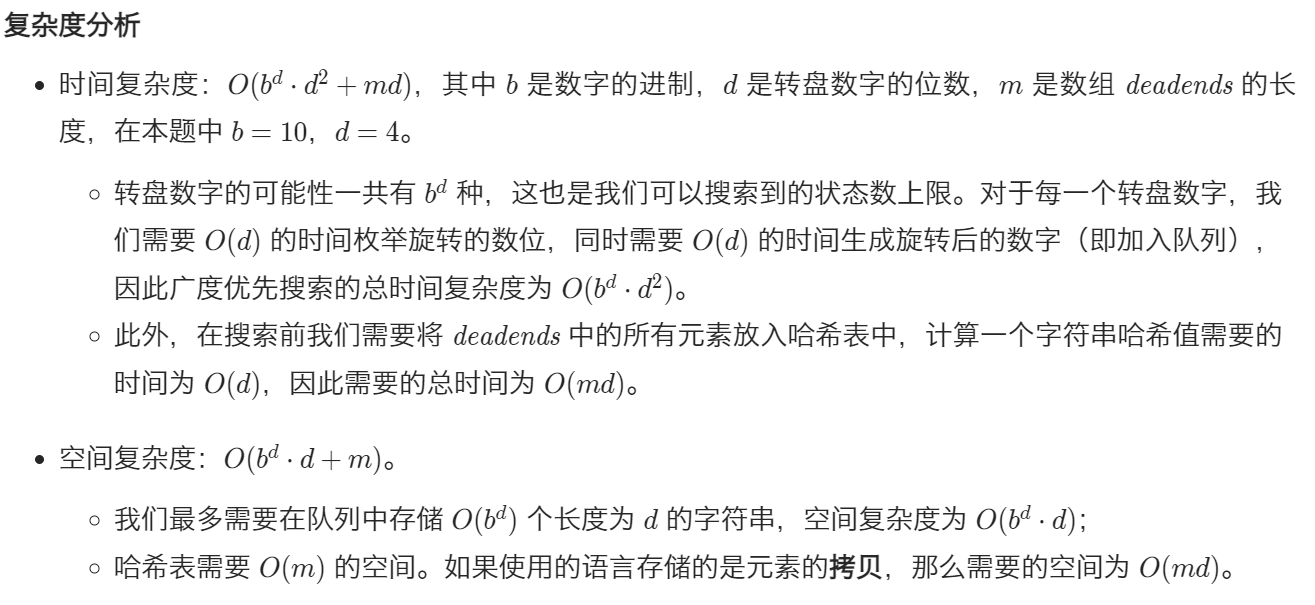 复杂度分析
• 时间复杂度：$O(b^d \cdot d^2 + md)$，其中 $b$ 是数字的进制，$d$ 是转盘数字的位数，$m$ 是数组 $deadends$ 的长
度，在本题中 $b = 10$，$d = 4$。
◦ 转盘数字的可能性一共有 $b^d$ 种，这也是我们可以搜索到的状态数上限。对于每一个转盘数字，我
们需要 $O(d)$ 的时间枚举旋转的数位，同时需要 $O(d)$ 的时间生成旋转后的数字（即加入队列），
因此广度优先搜索的总时间复杂度为 $O(b^d \cdot d^2)$。
◦ 此外，在搜索前我们需要将 $deadends$ 中的所有元素放入哈希表中，计算一个字符串哈希值需要的
时间为 $O(d)$，因此需要的总时间为 $O(md)$。
• 空间复杂度：$O(b^d \cdot d + m)$。
◦ 我们最多需要在队列中存储 $O(b^d)$ 个长度为 $d$ 的字符串，空间复杂度为 $O(b^d \cdot d)$；
◦ 哈希表需要 $O(m)$ 的空间。如果使用的语言存储的是元素的拷贝，那么需要的空间为 $O(md)$。